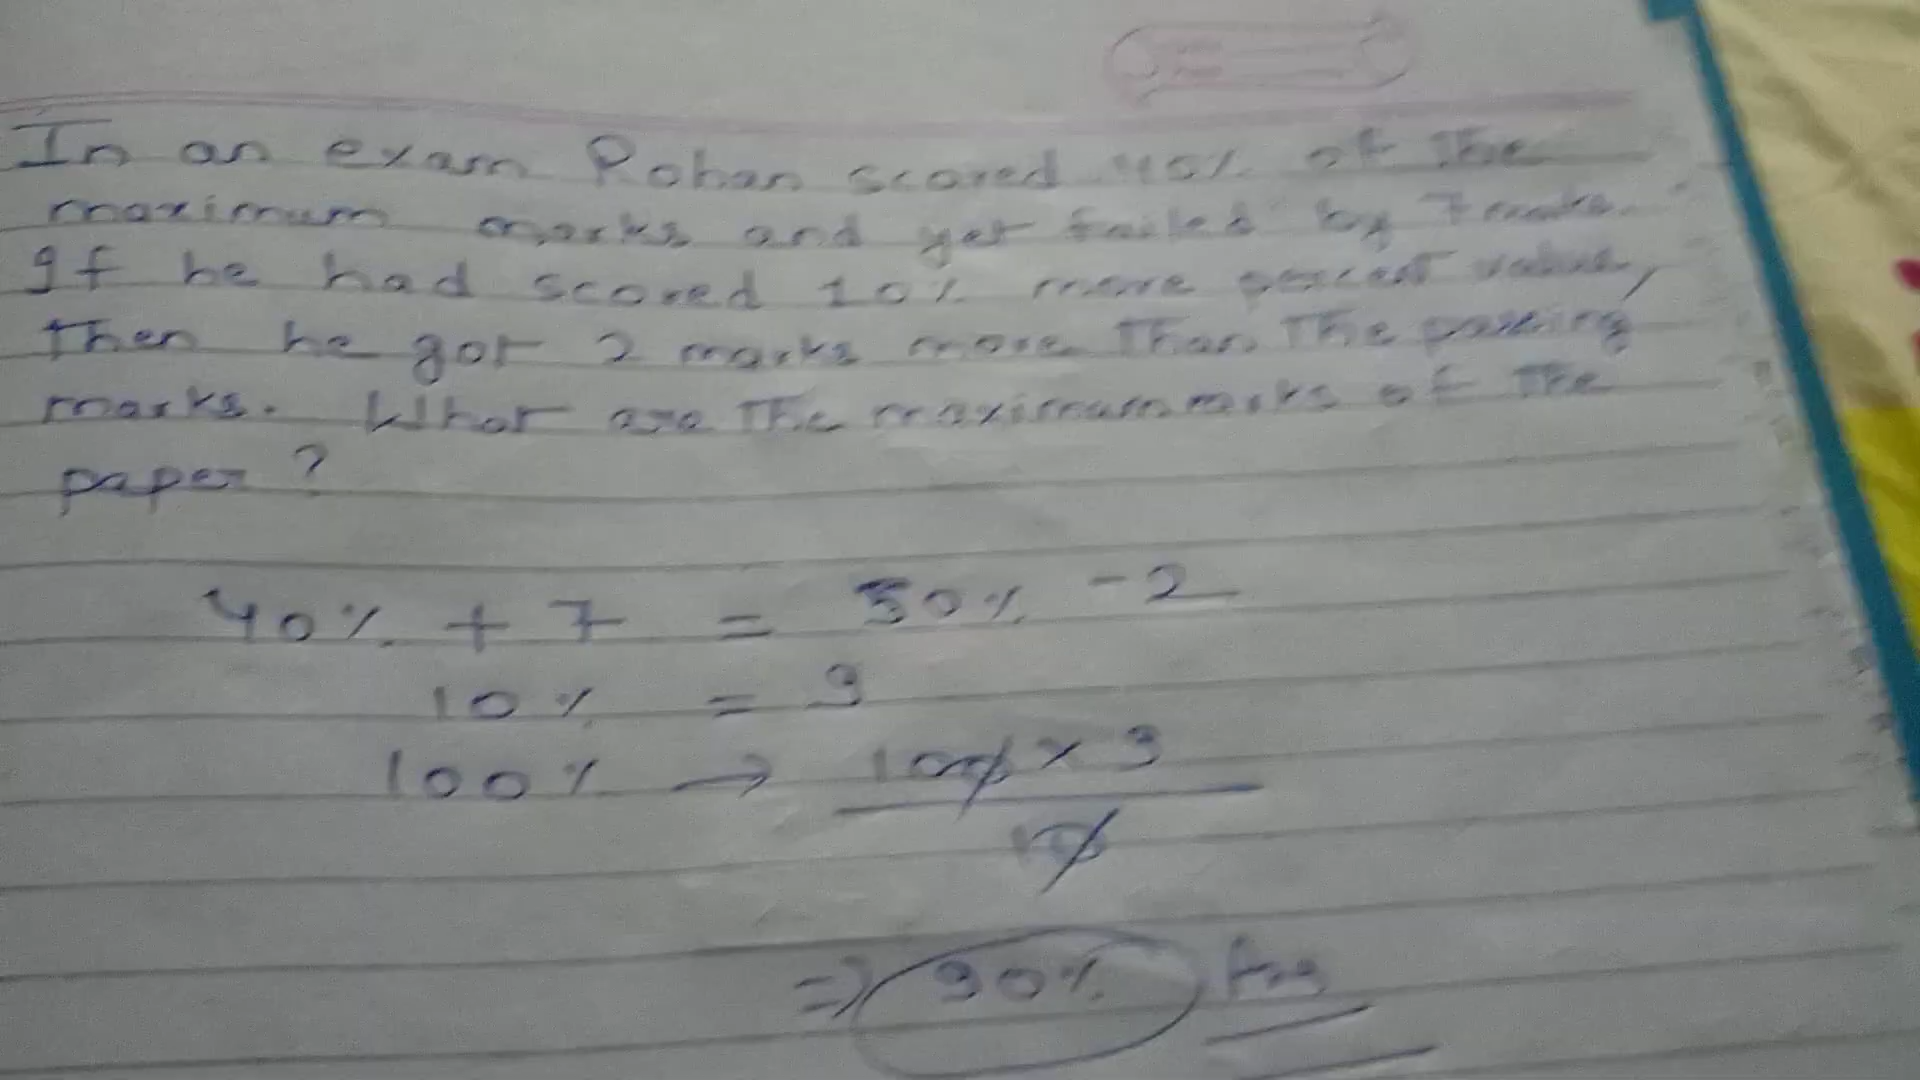 In an exam Rohan scored 40% of the
maximum marks and yet failed by 7 marks.
If he had scored 10% more percent value,
Then he got 2 marks more Than The passing
marks. What are The maximum marks of The
paper ?
40% + 7 = 50% - 2
10% = 9
100% → 100 × 9
10
⇒ 90% Ans